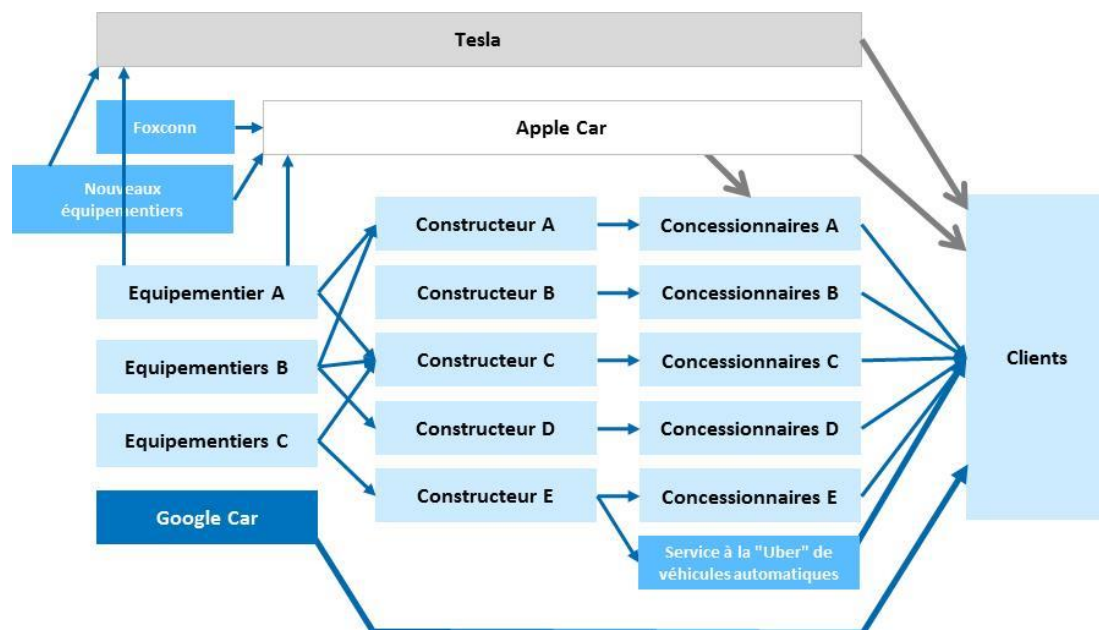 Tesla
Foxconn
Apple Car
Nouveaux
équipementiers
Constructeur A
Concessionnaires A
Equipementier A
Constructeur B
Concessionnaires B
Equipementiers B
Constructeur C
Concessionnaires C
Clients
Equipementiers C
Constructeur D
Concessionnaires D
Google Car
Constructeur E
Concessionnaires E
Service à la "Uber" de
véhicules automatiques